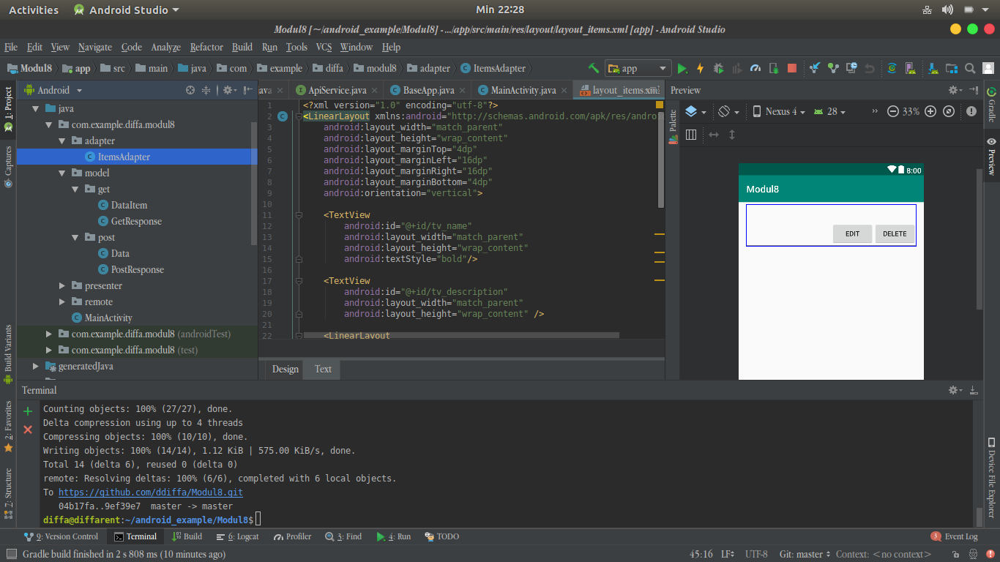 Activities Android Studio Min 22:28
Modul8 [~/android_example/Modul8] - .../app/src/main/res/layout/layout_items.xml [app] - Android Studio
File Edit View Navigate Code Analyze Refactor Build Run Tools VCS Window Help
Modul8 app src main java com example diffa modul8 adapter ItemsAdapter app
1: Project
Captures
Build Variants
2: Favorites
7: Structure
Android
java
com.example.diffa.modul8
adapter
ItemsAdapter
model
get
DataItem
GetResponse
post
Data
PostResponse
presenter
remote
MainActivity
com.example.diffa.modul8 (androidTest)
com.example.diffa.modul8 (test)
generatedJava
ava ApiService.java BaseApp.java MainActivity.java layout_items.xml
1 <?xml version="1.0" encoding="utf-8"?>
2 <LinearLayout xmlns:android="http://schemas.android.com/apk/res/andro
3 android:layout_width="match_parent"
4 android:layout_height="wrap_content"
5 android:layout_marginTop="4dp"
6 android:layout_marginLeft="16dp"
7 android:layout_marginRight="16dp"
8 android:layout_marginBottom="4dp"
9 android:orientation="vertical">
10
11 <TextView
12 android:id="@+id/tv_name"
13 android:layout_width="match_parent"
14 android:layout_height="wrap_content"
15 android:textStyle="bold"/>
16
17 <TextView
18 android:id="@+id/tv_description"
19 android:layout_width="match_parent"
20 android:layout_height="wrap_content" />
21
22 <LinearLayout
Design Text
Preview
Palette
Nexus 4 28 33%
8:00
Modul8
EDIT DELETE
Gradle
Preview
Device File Explorer
Terminal
Counting objects: 100% (27/27), done.
Delta compression using up to 4 threads
Compressing objects: 100% (10/10), done.
Writing objects: 100% (14/14), 1.12 KiB | 575.00 KiB/s, done.
Total 14 (delta 6), reused 0 (delta 0)
remote: Resolving deltas: 100% (6/6), completed with 6 local objects.
To https://github.com/ddiffa/Modul8.git
04b17fa..9ef39e7 master -> master
diffa@diffarent:~/android_example/Modul8$
9: Version Control Terminal Build 6: Logcat Profiler 3: Find 4: Run TODO 3 Event Log
Gradle build finished in 2 s 808 ms (10 minutes ago) 45:16 LF UTF-8 Git: master Context: <no context>